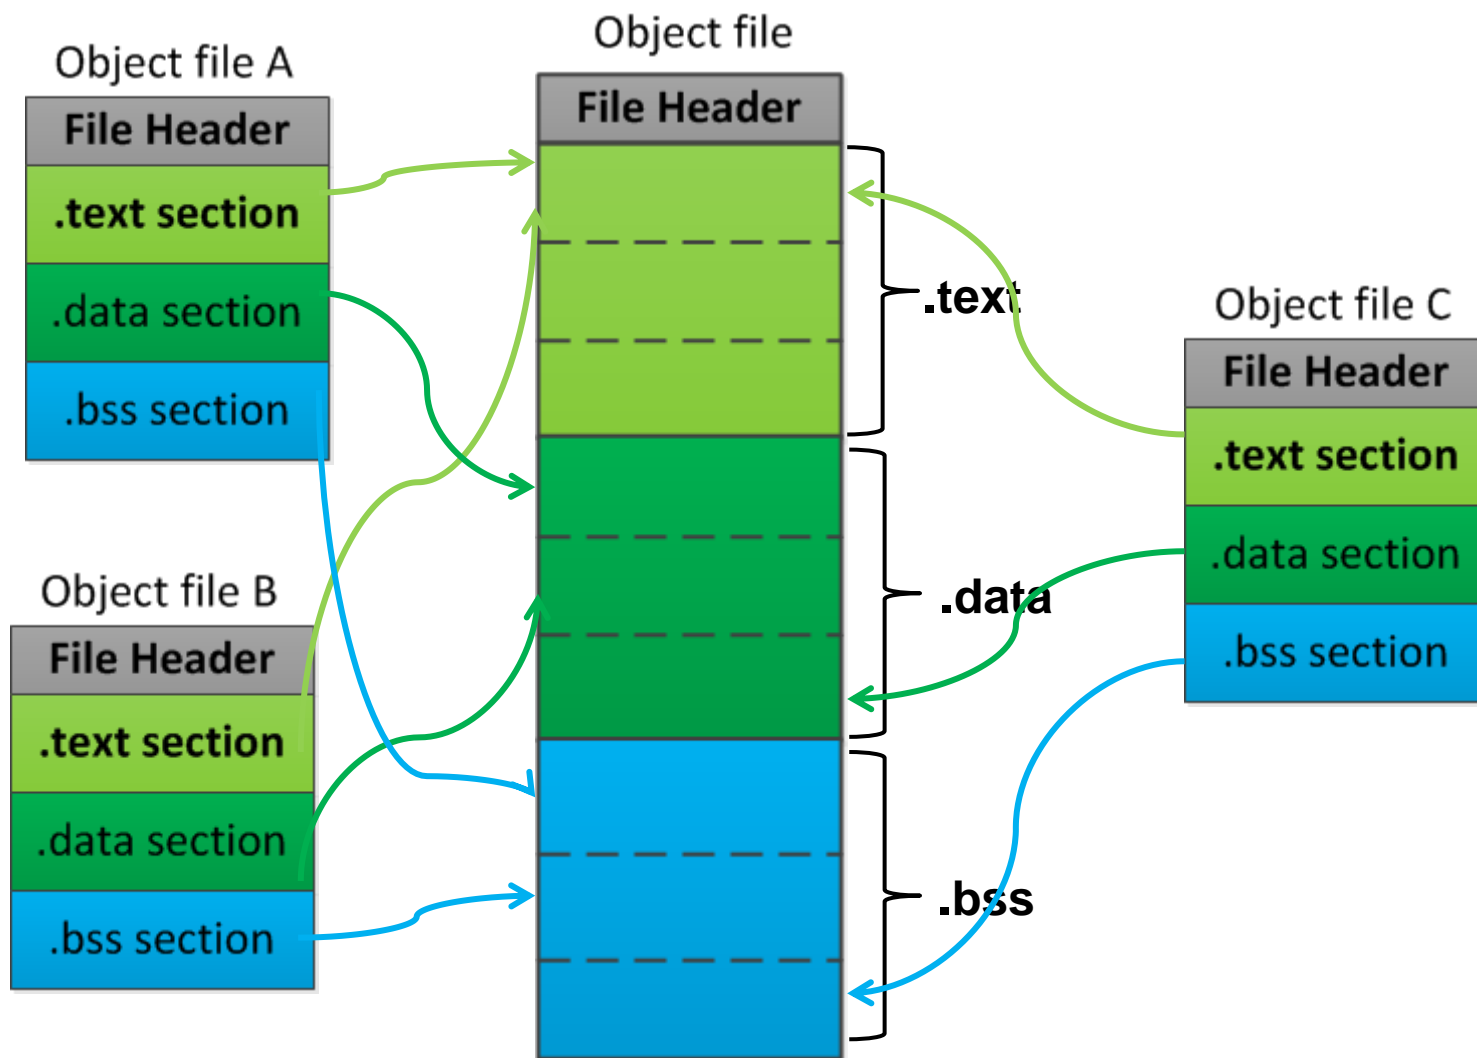 Object file A
File Header
.text section
.data section
.bss section
Object file B
File Header
.text section
.data section
.bss section
Object file
File Header
.text
.data
.bss
Object file C
File Header
.text section
.data section
.bss section